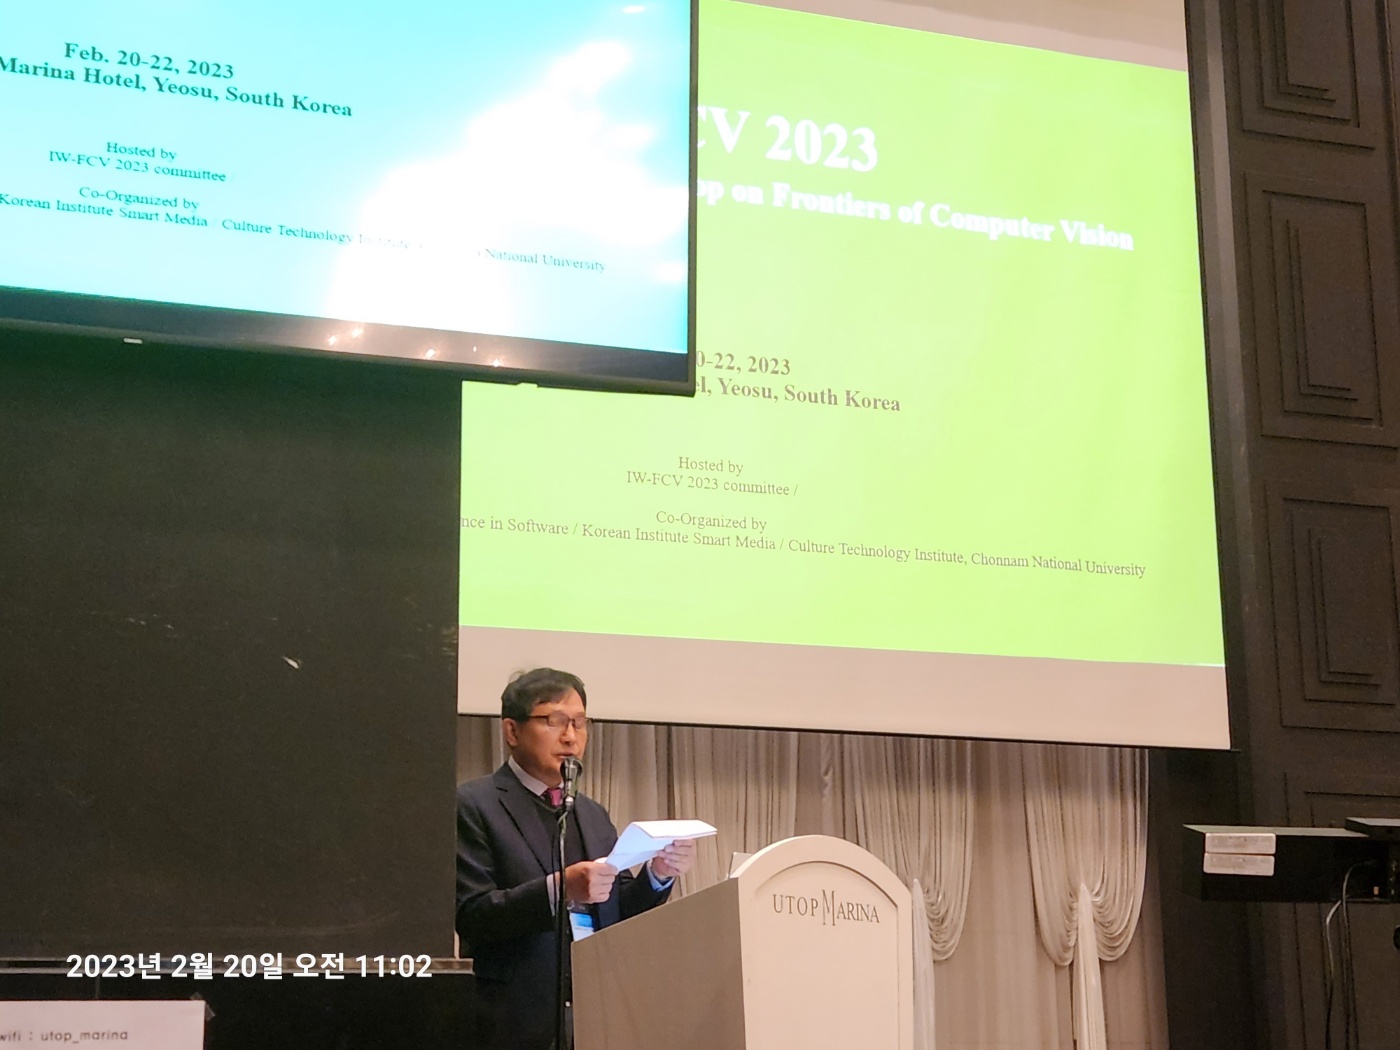 Feb. 20-22, 2023
Marina Hotel, Yeosu, South Korea
Hosted by
IW-FCV 2023 committee /
Co-Organized by
Korean Institute Smart Media / Culture Technology National University
CV 2023
op on Frontiers of Computer Vision
0-22, 2023
el, Yeosu, South Korea
Hosted by
IW-FCV 2023 committee /
Co-Organized by
nce in Software / Korean Institute Smart Media / Culture Technology Institute, Chonnam National University
UTOP MARINA
2023년 2월 20일 오전 11:02
wifi : utop_marina